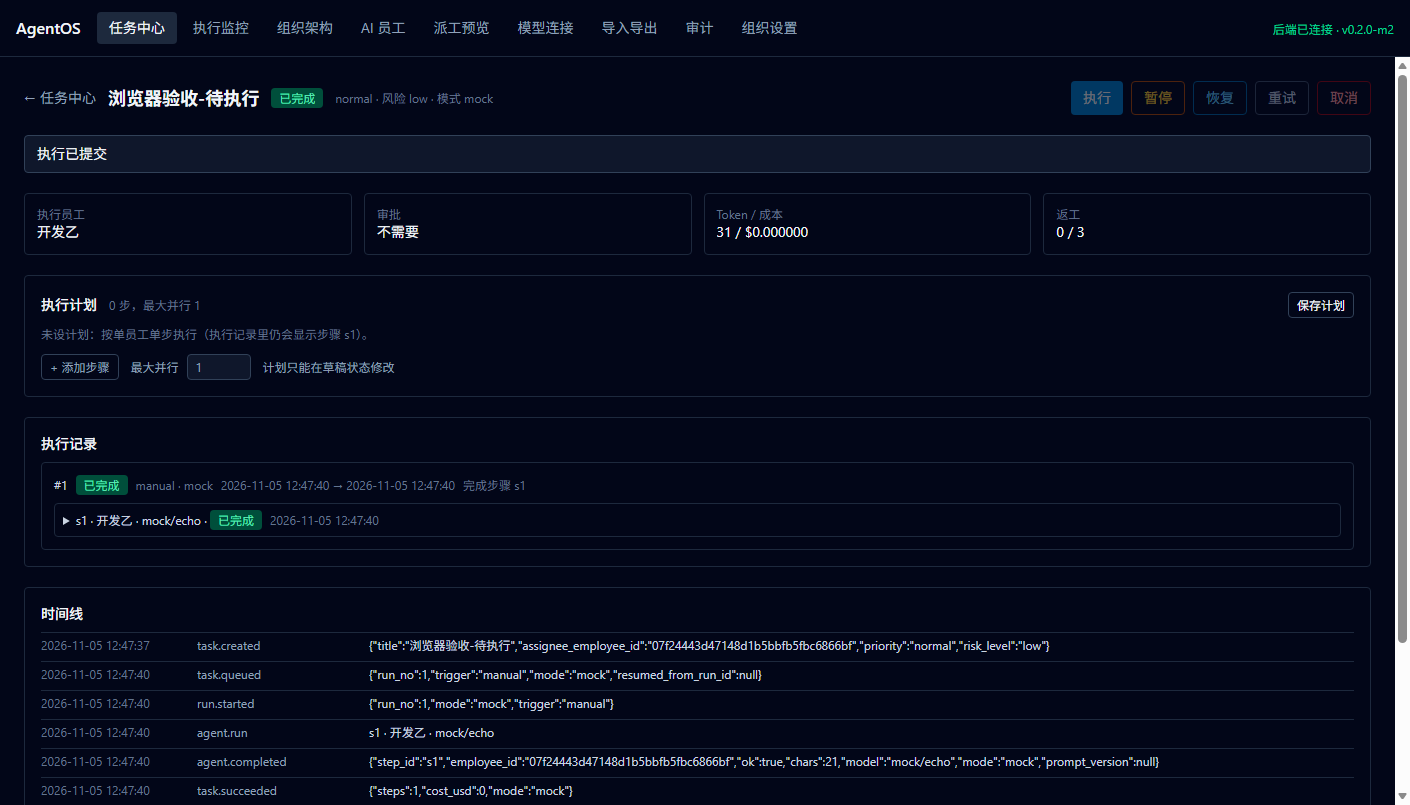 AgentOS 任务中心 执行监控 组织架构 AI 员工 派工预览 模型连接 导入导出 审计 组织设置 后端已连接 · v0.2.0-m2
← 任务中心 浏览器验收-待执行 已完成 normal · 风险 low · 模式 mock 执行 暂停 恢复 重试 取消
执行已提交
执行员工 审批 Token / 成本 返工
开发乙 不需要 31 / $0.000000 0 / 3
执行计划 0 步，最大并行 1 保存计划
未设计划：按单员工单步执行（执行记录里仍会显示步骤 s1）。
+ 添加步骤 最大并行 1 计划只能在草稿状态修改
执行记录
#1 已完成 manual · mock 2026-11-05 12:47:40 → 2026-11-05 12:47:40 完成步骤 s1
▶ s1 · 开发乙 · mock/echo · 已完成 2026-11-05 12:47:40
时间线
2026-11-05 12:47:37 task.created {"title":"浏览器验收-待执行","assignee_employee_id":"07f24443d47148d1b5bbfb5fbc6866bf","priority":"normal","risk_level":"low"}
2026-11-05 12:47:40 task.queued {"run_no":1,"trigger":"manual","mode":"mock","resumed_from_run_id":null}
2026-11-05 12:47:40 run.started {"run_no":1,"mode":"mock","trigger":"manual"}
2026-11-05 12:47:40 agent.run s1 · 开发乙 · mock/echo
2026-11-05 12:47:40 agent.completed {"step_id":"s1","employee_id":"07f24443d47148d1b5bbfb5fbc6866bf","ok":true,"chars":21,"model":"mock/echo","mode":"mock","prompt_version":null}
2026-11-05 12:47:40 task.succeeded {"steps":1,"cost_usd":0,"mode":"mock"}